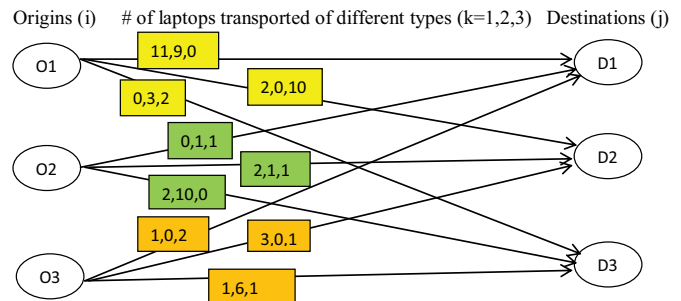 Origins (i) # of laptops transported of different types (k=1,2,3) Destinations (j)
11,9,0
O1
D1
2,0,10
0,3,2
0,1,1
D2
O2
2,1,1
2,10,0
1,0,2
3,0,1
O3
D3
1,6,1